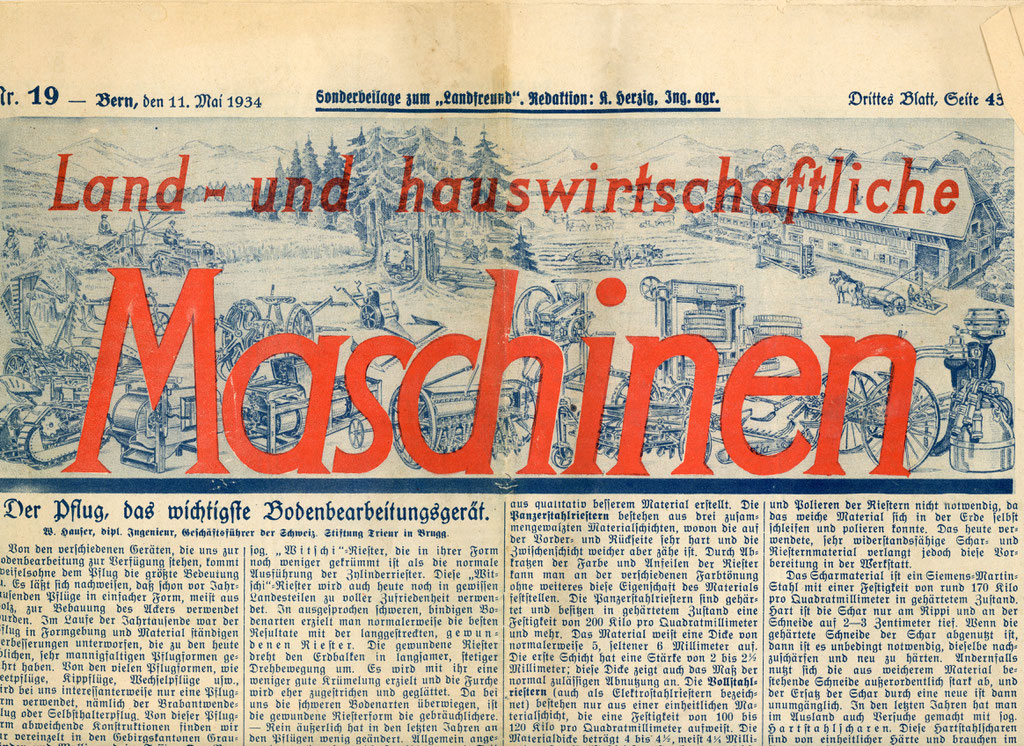 Nr. 19 — Bern, den 11. Mai 1934
Sonderbeilage zum „Landfreund“. Redaktion: A. Herzig, Ing. agr.
Drittes Blatt, Seite 43
Land- und hauswirtschaftliche
Maschinen
Der Pflug, das wichtigste Bodenbearbeitungsgerät.
W. Hauser, dipl. Ingenieur, Geschäftsführer der Schweiz. Stiftung Trieur in Brugg.
Von den verschiedenen Geräten, die uns zur
odenbearbeitung zur Verfügung stehen, kommt
weifelsohne dem Pflug die größte Bedeutung
u. Es läßt sich nachweisen, daß schon vor Jahr-
usenden Pflüge in einfacher Form, meist aus
olz, zur Bebauung des Ackers verwendet
urden. Im Laufe der Jahrtausende war der
flug in Formgebung und Material ständigen
erbesserungen unterworfen, die zu den heute
blichen, sehr mannigfaltigen Pflugformen ge-
hrt haben. Von den vielen Pflugformen, wie
eetpflüge, Kippflüge, Wechselpflüge usw.,
ird bei uns interessanterweise nur eine Pflug-
rm verwendet, nämlich der Brabantwende-
lug oder Selbsthalterpflug. Von dieser Pflug-
rm abweichende Konstruktionen finden wir
ur vereinzelt in den Gebirgskantonen Grau-
sog. „Witschi“-Riester, die in ihrer Form
noch weniger gekrümmt ist als die normale
Ausführung der Zylinderriester. Diese „Wit-
schi“-Riester wird auch heute noch in gewissen
Landesteilen zu voller Zufriedenheit verwen-
det. In ausgesprochen schweren, bindigen Bo-
denarten erzielt man normalerweise die besten
Resultate mit der langgestreckten, gewun-
denen Riester. Die gewundene Riester
dreht den Erdbalken in langsamer, stetiger
Drehbewegung um. Es wird mit ihr eine
weniger gute Krümelung erzielt und die Furche
wird eher zugestrichen und geglättet. Da bei
uns die schweren Bodenarten überwiegen, ist
die gewundene Riesterform die gebräuchlichere.
— Rein äußerlich hat in den letzten Jahren an
den Pflügen wenig geändert. Allgemein ange-
aus qualitativ besserem Material erstellt. Die
Panzerstahlriestern bestehen aus drei zusam-
mengewalzten Materialschichten, wovon die auf
der Vorder- und Rückseite sehr hart und die
Zwischenschicht weicher aber zähe ist. Durch Ab-
kratzen der Farbe und Anfeilen der Riester
kann man an der verschiedenen Farbtönung
ohne weiteres diese Eigenschaft des Materials
feststellen. Die Panzerstahlriestern sind gehär-
tet und besitzen in gehärtetem Zustand eine
Festigkeit von 200 Kilo pro Quadratmillimeter
und mehr. Das Material weist eine Dicke von
normalerweise 5, seltener 6 Millimeter auf.
Die erste Schicht hat eine Stärke von 2 bis 2½
Millimeter; diese Dicke zeigt auch das Maß der
normal zulässigen Abnützung an. Die Vollstahl-
riestern (auch als Elektrostahlriestern bezeich-
net) bestehen nur aus einer einheitlichen Ma-
terialschicht, die eine Festigkeit von 100 bis
120 Kilo pro Quadratmillimeter aufweist. Die
Materialdicke beträgt 4 bis 4½, meist 4¼ Milli-
und Polieren der Riestern nicht notwendig, da
das weiche Material sich in der Erde selbst
schleifen und polieren konnte. Das heute ver-
wendete, sehr widerstandsfähige Schar- und
Riesternmaterial verlangt jedoch diese Vor-
bereitung in der Werkstatt.
Das Scharmaterial ist ein Siemens-Martin-
Stahl mit einer Festigkeit von rund 170 Kilo
pro Quadratmillimeter in gehärtetem Zustand.
Hart ist die Schar nur am Rippi und an der
Schneide auf 2—3 Zentimeter tief. Wenn die
gehärtete Schneide der Schar abgenutzt ist,
dann ist es unbedingt notwendig, dieselbe nach-
zuschärfen und neu zu härten. Andernfalls
nutzt sich die aus weicherem Material be-
stehende Schneide außerordentlich stark ab, und
der Ersatz der Schar durch eine neue ist dann
unumgänglich. In den letzten Jahren hat man
im Ausland auch Versuche gemacht mit sog.
Hartstahlscharen. Diese Hartstahlscharen
sind von einheitlicher Härte und brauchen im